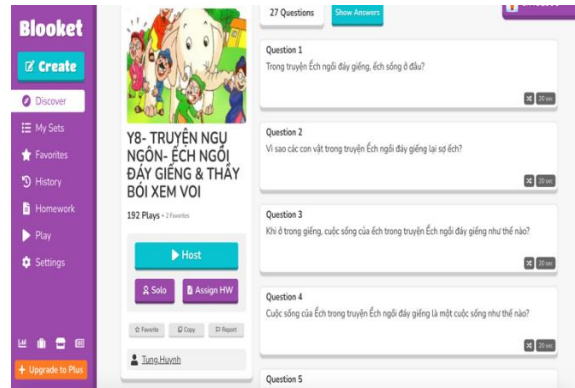 Blooket
Create
Discover
My Sets
Favorites
History
Homework
Play
Settings
Upgrade to Plus
Y8- TRUYỆN NGỤ
NGÔN- ẾCH NGỒI
ĐÁY GIẾNG & THẦY
BÓI XEM VOI
192 Plays • 2 Favorites
Host
Solo
Assign HW
Favorite
Copy
Report
Tung.Huynh
27 Questions
Show Answers
Question 1
Trong truyện Ếch ngồi đáy giếng, ếch sống ở đâu?
20 sec
Question 2
Vì sao các con vật trong truyện Ếch ngồi đáy giếng lại sợ ếch?
20 sec
Question 3
Khi ở trong giếng, cuộc sống của ếch trong truyện Ếch ngồi đáy giếng như thế nào?
20 sec
Question 4
Cuộc sống của Ếch trong truyện Ếch ngồi đáy giếng là một cuộc sống như thế nào?
20 sec
Question 5